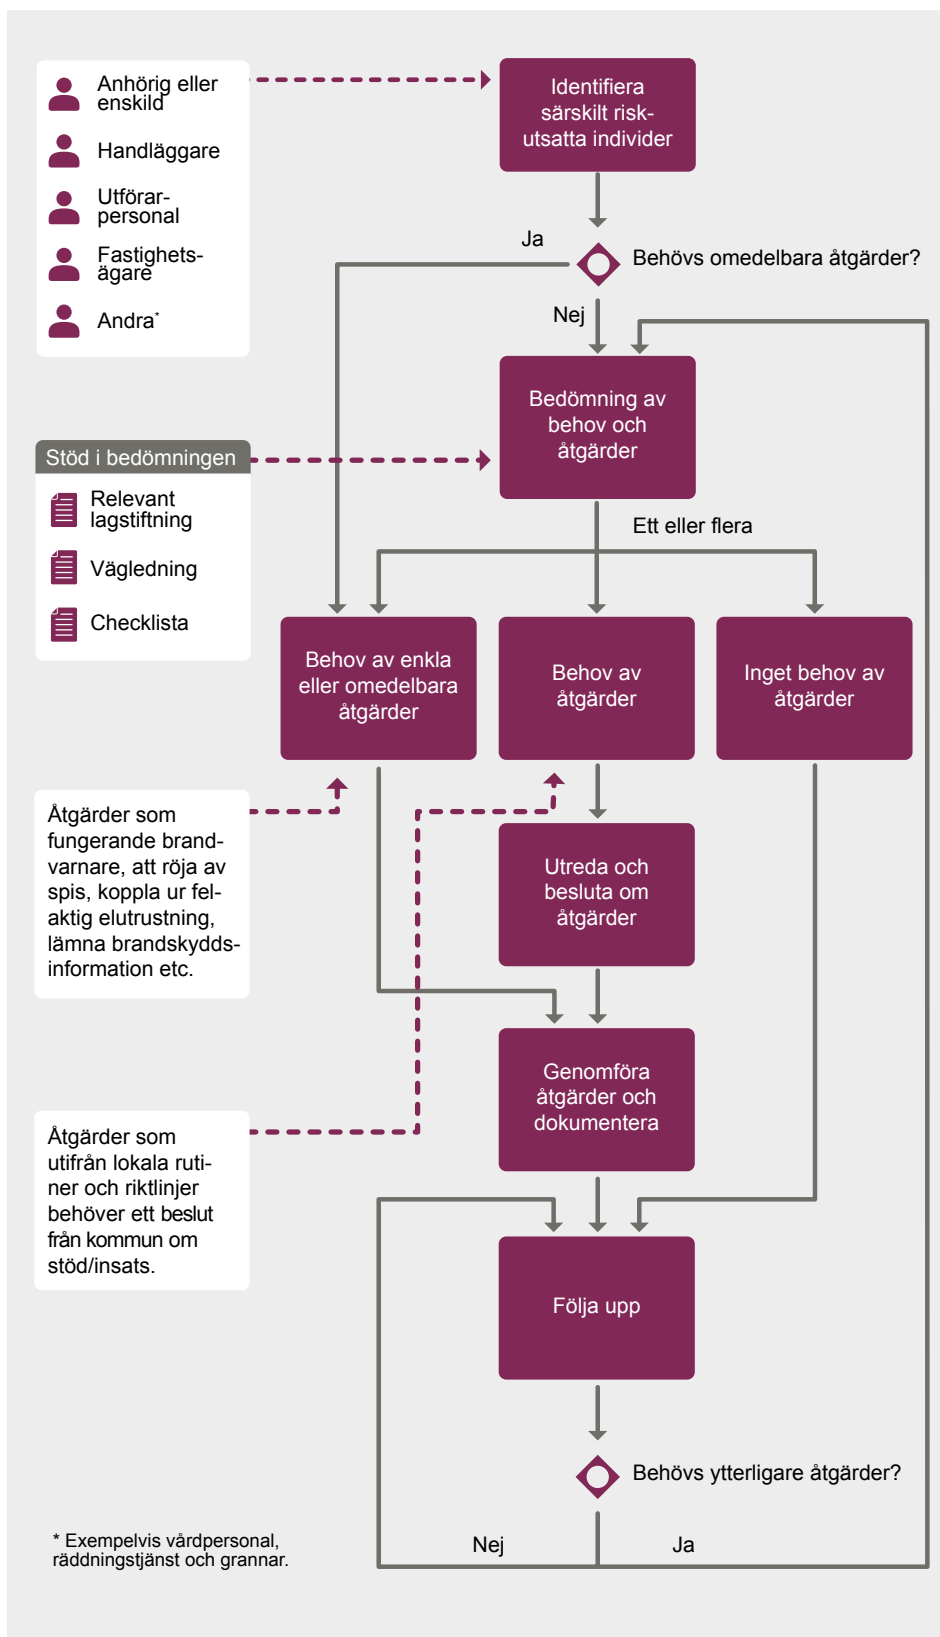 Anhörig eller
enskild
Handläggare
Utförar-
personal
Fastighets-
ägare
Andra*
Identifiera
särskilt risk-
utsatta individer
Ja
Behövs omedelbara åtgärder?
Nej
Bedömning av
behov och
åtgärder
Stöd i bedömningen
Relevant
lagstiftning
Vägledning
Checklista
Ett eller flera
Behov av enkla
eller omedelbara
åtgärder
Behov av
åtgärder
Inget behov av
åtgärder
Åtgärder som
fungerande brand-
varnare, att röja av
spis, koppla ur fel-
aktig elutrustning,
lämna brandskydds-
information etc.
Utreda och
besluta om
åtgärder
Genomföra
åtgärder och
dokumentera
Åtgärder som
utifrån lokala ruti-
ner och riktlinjer
behöver ett beslut
från kommun om
stöd/insats.
Följa upp
Behövs ytterligare åtgärder?
Nej
Ja
* Exempelvis vårdpersonal,
räddningstjänst och grannar.